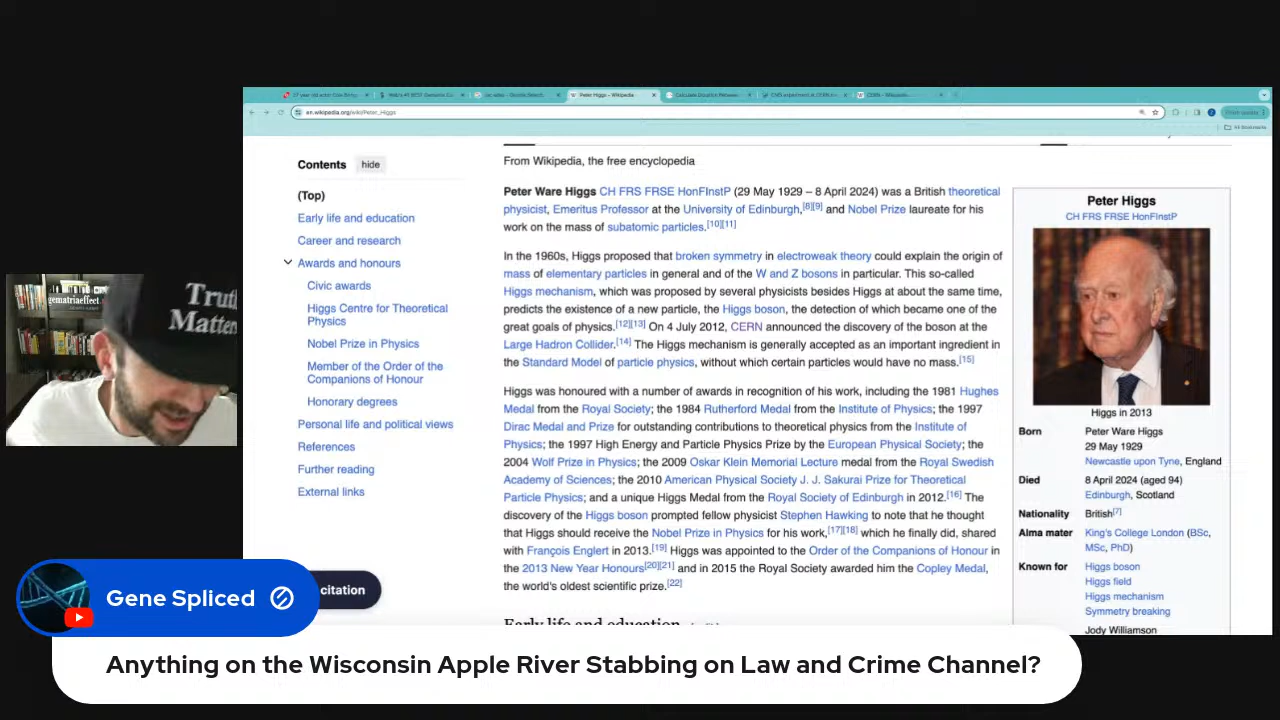 Peter Higgs - Wikipedia
en.wikipedia.org/wiki/Peter_Higgs
All Bookmarks
Contents hide
(Top)
Early life and education
Career and research
Awards and honours
Civic awards
Higgs Centre for Theoretical
Physics
Nobel Prize in Physics
Member of the Order of the
Companions of Honour
Honorary degrees
Personal life and political views
References
Further reading
External links
citation
From Wikipedia, the free encyclopedia
Peter Ware Higgs CH FRS FRSE HonFInstP (29 May 1929 – 8 April 2024) was a British theoretical
physicist, Emeritus Professor at the University of Edinburgh,[8][9] and Nobel Prize laureate for his
work on the mass of subatomic particles.[10][11]
In the 1960s, Higgs proposed that broken symmetry in electroweak theory could explain the origin of
mass of elementary particles in general and of the W and Z bosons in particular. This so-called
Higgs mechanism, which was proposed by several physicists besides Higgs at about the same time,
predicts the existence of a new particle, the Higgs boson, the detection of which became one of the
great goals of physics.[12][13] On 4 July 2012, CERN announced the discovery of the boson at the
Large Hadron Collider.[14] The Higgs mechanism is generally accepted as an important ingredient in
the Standard Model of particle physics, without which certain particles would have no mass.[15]
Higgs was honoured with a number of awards in recognition of his work, including the 1981 Hughes
Medal from the Royal Society; the 1984 Rutherford Medal from the Institute of Physics; the 1997
Dirac Medal and Prize for outstanding contributions to theoretical physics from the Institute of
Physics; the 1997 High Energy and Particle Physics Prize by the European Physical Society; the
2004 Wolf Prize in Physics; the 2009 Oskar Klein Memorial Lecture medal from the Royal Swedish
Academy of Sciences; the 2010 American Physical Society J. J. Sakurai Prize for Theoretical
Particle Physics; and a unique Higgs Medal from the Royal Society of Edinburgh in 2012.[16] The
discovery of the Higgs boson prompted fellow physicist Stephen Hawking to note that he thought
that Higgs should receive the Nobel Prize in Physics for his work,[17][18] which he finally did, shared
with François Englert in 2013.[19] Higgs was appointed to the Order of the Companions of Honour in
the 2013 New Year Honours[20][21] and in 2015 the Royal Society awarded him the Copley Medal,
the world's oldest scientific prize.[22]
Early life and education
Peter Higgs
CH FRS FRSE HonFInstP
Higgs in 2013
Born Peter Ware Higgs
29 May 1929
Newcastle upon Tyne, England
Died 8 April 2024 (aged 94)
Edinburgh, Scotland
Nationality British[7]
Alma mater King's College London (BSc,
MSc, PhD)
Known for Higgs boson
Higgs field
Higgs mechanism
Symmetry breaking
Jody Williamson
gematriaeffect
Truth
Matters
Gene Spliced
Anything on the Wisconsin Apple River Stabbing on Law and Crime Channel?